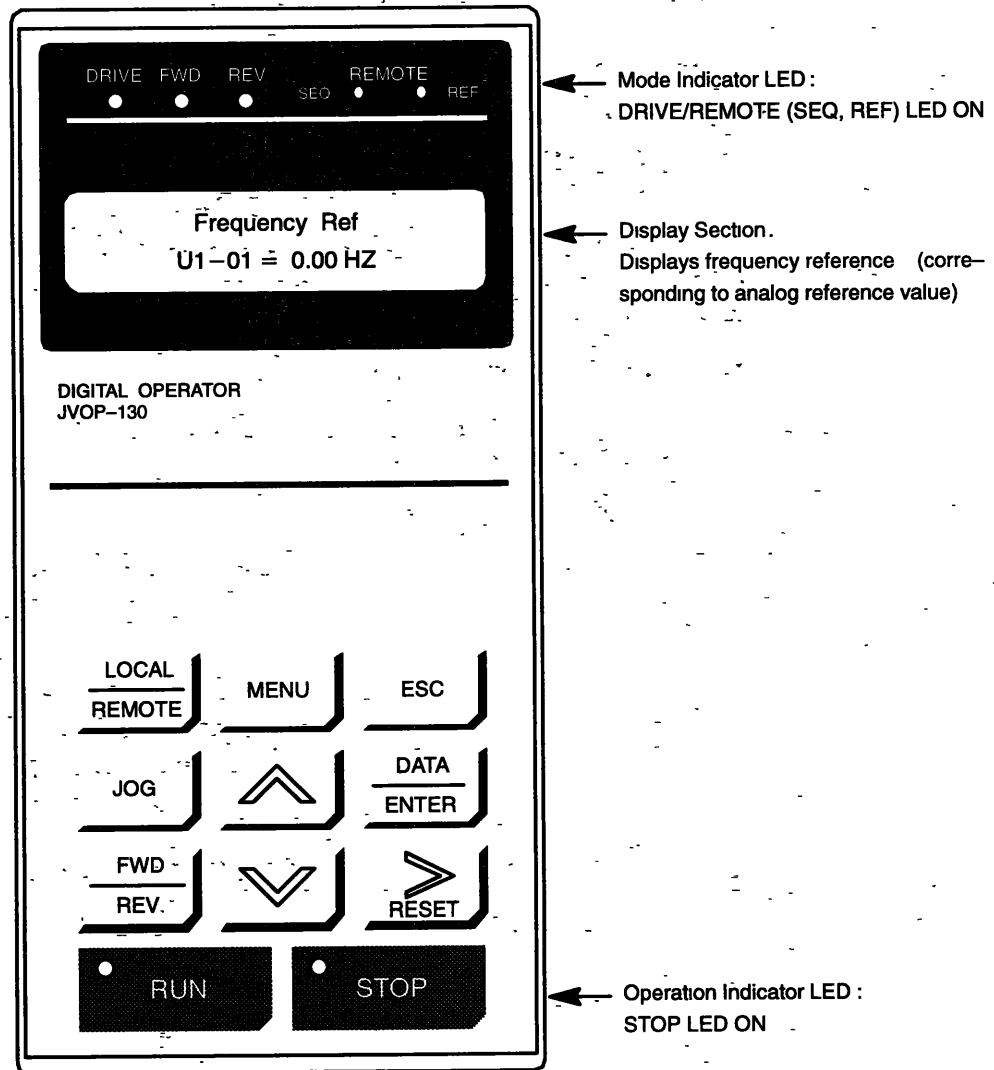 DRIVE FWD REV REMOTE
SEQ REF
Mode Indicator LED :
DRIVE/REMOTE (SEQ, REF) LED ON
Frequency Ref
U1–01 = 0.00 HZ
Display Section.
Displays frequency reference (corre–
sponding to analog reference value)
DIGITAL OPERATOR
JVOP–130
LOCAL
REMOTE
MENU
ESC
JOG
DATA
ENTER
FWD
REV
RESET
RUN
STOP
Operation Indicator LED :
STOP LED ON